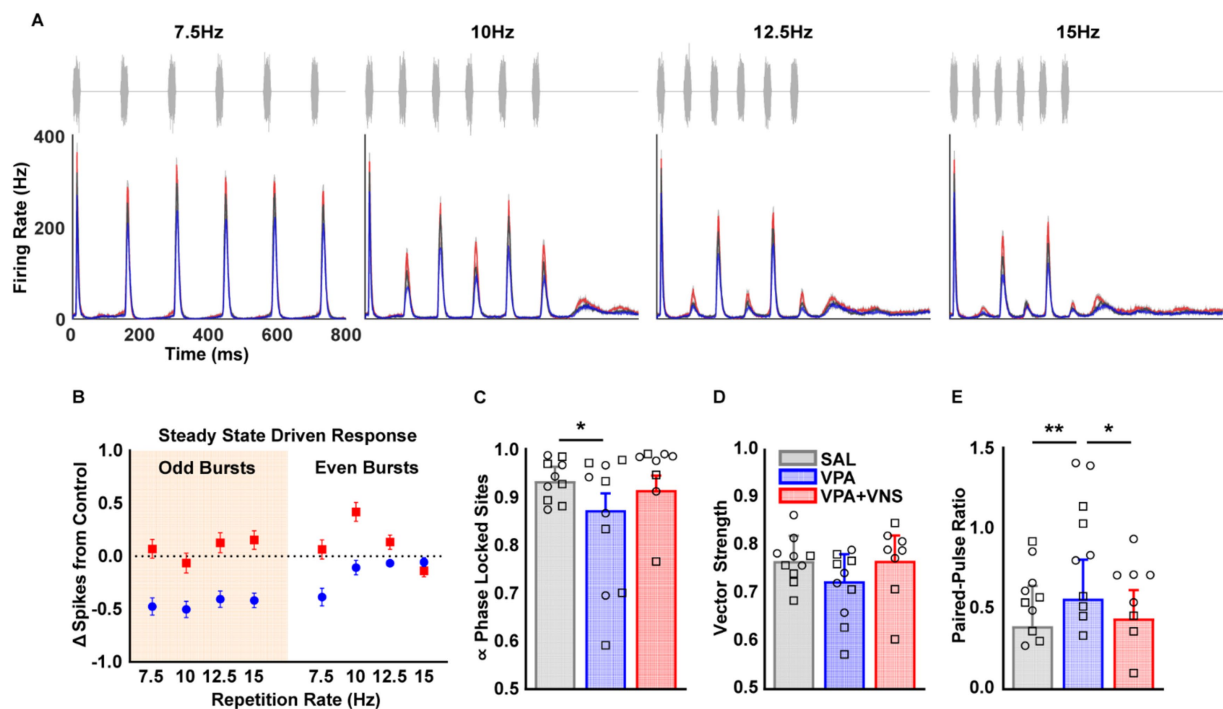 A
7.5Hz 10Hz 12.5Hz 15Hz
Firing Rate (Hz)
400
200
0
0 200 400 600 800
Time (ms)
B
Steady State Driven Response
Odd Bursts Even Bursts
Δ Spikes from Control
1.0
0.5
0.0
-0.5
-1.0
7.5 10 12.5 15 7.5 10 12.5 15
Repetition Rate (Hz)
C
*
∝ Phase Locked Sites
1.0
0.9
0.8
0.7
0.6
0.5
D
SAL
VPA
VPA+VNS
Vector Strength
1.0
0.9
0.8
0.7
0.6
0.5
E
** *
Paired-Pulse Ratio
1.5
1.0
0.5
0.0